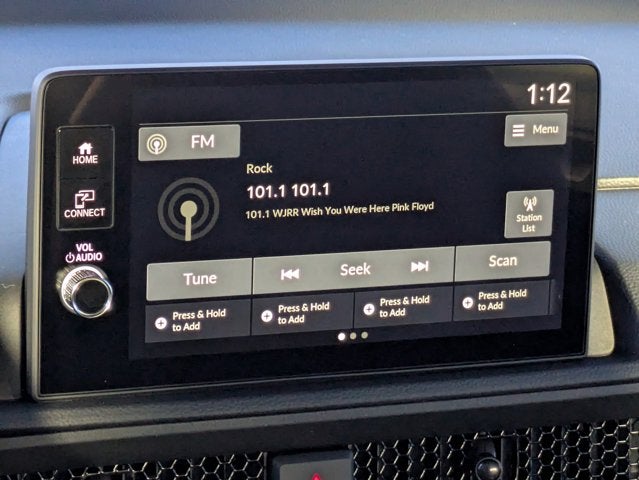 1:12
FM
Menu
HOME
Rock
101.1 101.1
101.1 WJRR Wish You Were Here Pink Floyd
CONNECT
Station
List
VOL
AUDIO
Tune
Seek
Scan
Press & Hold
to Add
Press & Hold
to Add
Press & Hold
to Add
Press & Hold
to Add